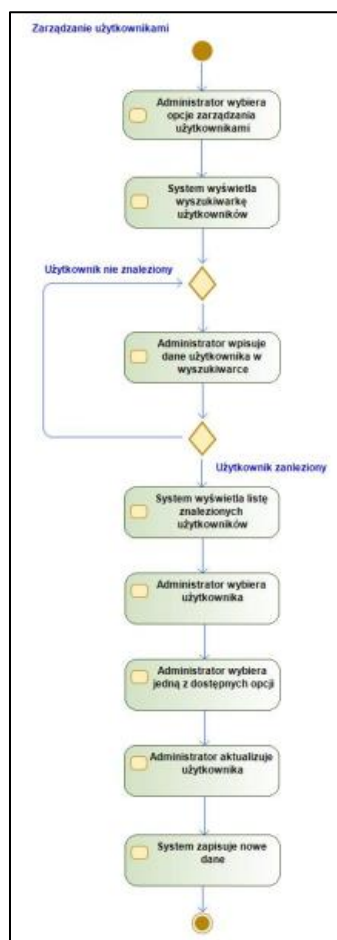 Zarządzanie użytkownikami
Administrator wybiera
opcje zarządzania
użytkownikami
System wyświetla
wyszukiwarkę
użytkowników
Użytkownik nie znaleziony
Administrator wpisuje
dane użytkownika w
wyszukiwarce
Użytkownik zanleziony
System wyświetla listę
znalezionych
użytkowników
Administrator wybiera
użytkownika
Administrator wybiera
jedną z dostępnych opcji
Administrator aktualizuje
użytkownika
System zapisuje nowe
dane